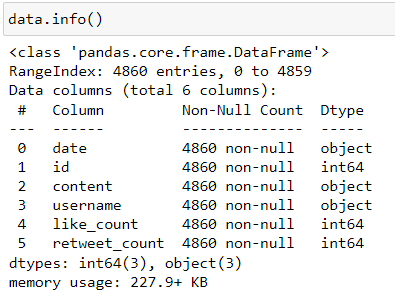 data.info()
<class 'pandas.core.frame.DataFrame'>
RangeIndex: 4860 entries, 0 to 4859
Data columns (total 6 columns):
 #   Column         Non-Null Count  Dtype
---  ------         --------------  -----
 0   date           4860 non-null   object
 1   id             4860 non-null   int64
 2   content        4860 non-null   object
 3   username       4860 non-null   object
 4   like_count     4860 non-null   int64
 5   retweet_count  4860 non-null   int64
dtypes: int64(3), object(3)
memory usage: 227.9+ KB